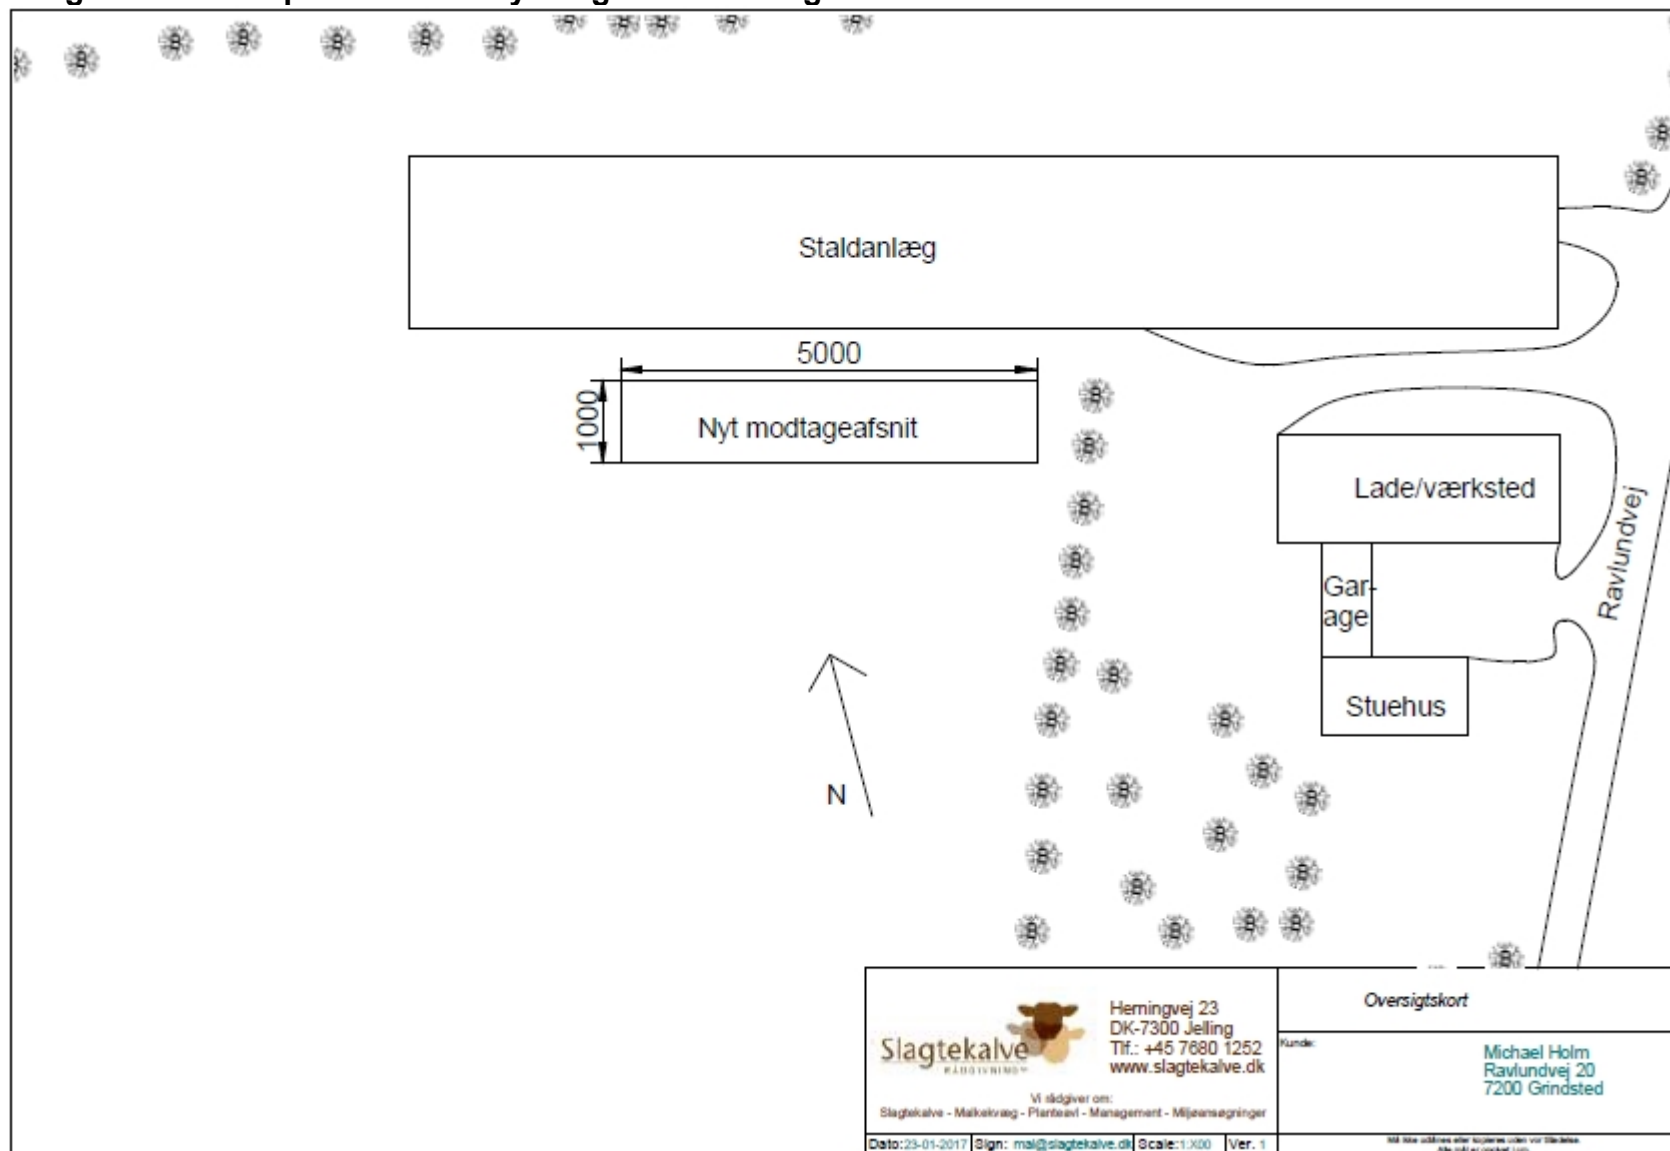 Staldanlæg
5000
1000
Nyt modtageafsnit
Lade/værksted
Ravlundvej
Gar-
age
Stuehus
N
Oversigtskort
Slagtekalve
RÅDGIVNING
Herningvej 23
DK-7300 Jelling
Tlf.: +45 7680 1252
www.slagtekalve.dk
Vi rådgiver om:
Slagtekalve - Malkekvæg - Planteavl - Management - Miljøansøgninger
Kunde:
Michael Holm
Ravlundvej 20
7200 Grindsted
Dato:23-01-2017 Sign: mal@slagtekalve.dk Scale:1:X00 Ver. 1